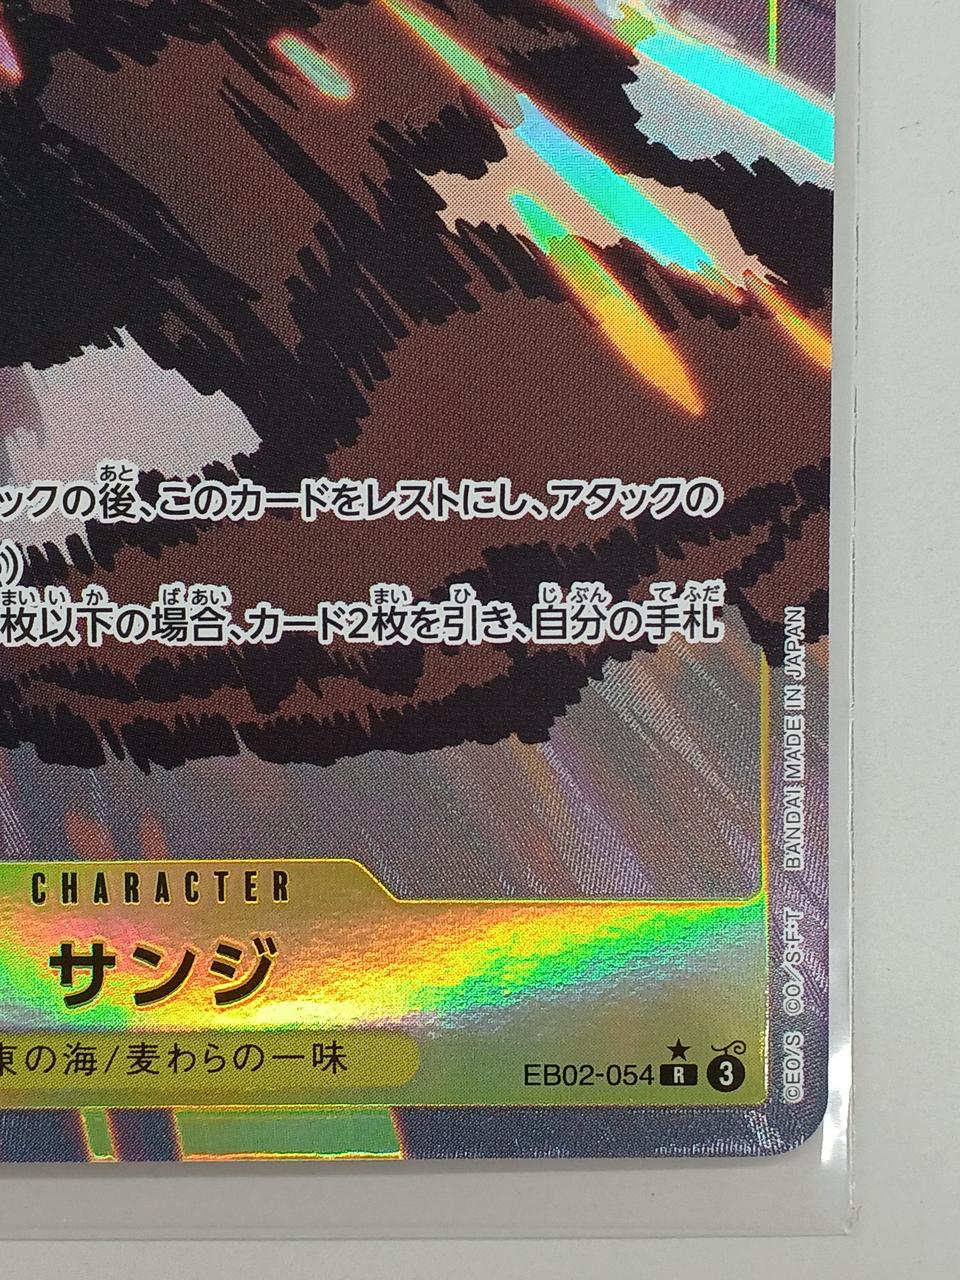 ックの後、このカードをレストにし、アタックの
)
枚以下の場合、カード2枚を引き、自分の手札
CHARACTER
サンジ
東の海/麦わらの一味
EB02-054 R 3
©EO/S ©O/S・F・T BANDAI MADE IN JAPAN